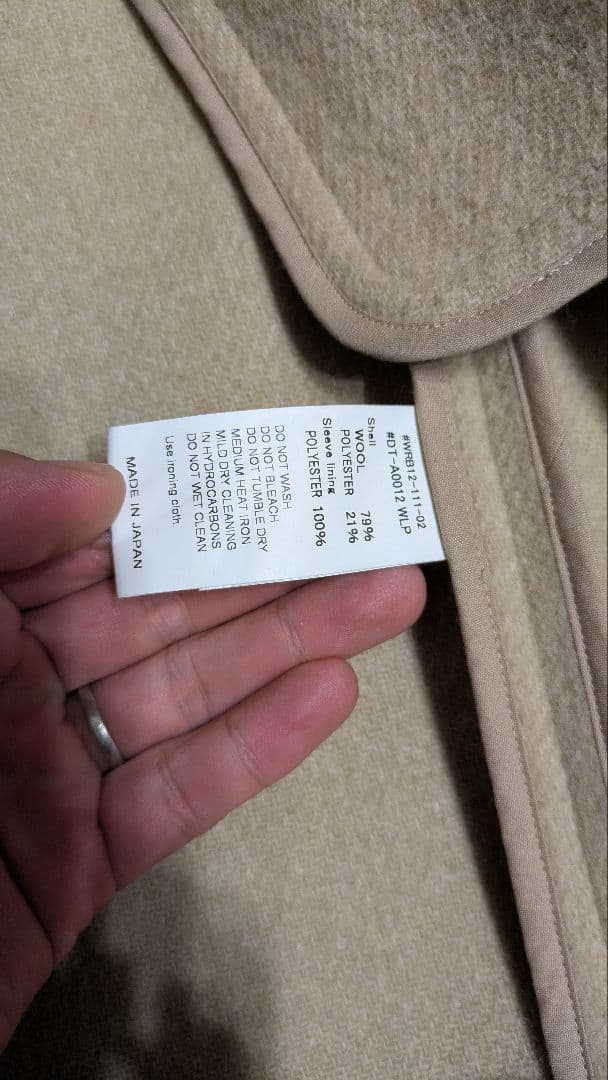 #WRB12-111-02
#DT-A0012 WLP
Shell
WOOL 79%
POLYESTER 21%
Sleeve lining
POLYESTER 100%
DO NOT WASH
DO NOT BLEACH
DO NOT TUMBLE DRY
MEDIUM HEAT IRON
MILD DRY CLEANING
IN HYDROCARBONS
DO NOT WET CLEAN
Use ironing cloth.
MADE IN JAPAN